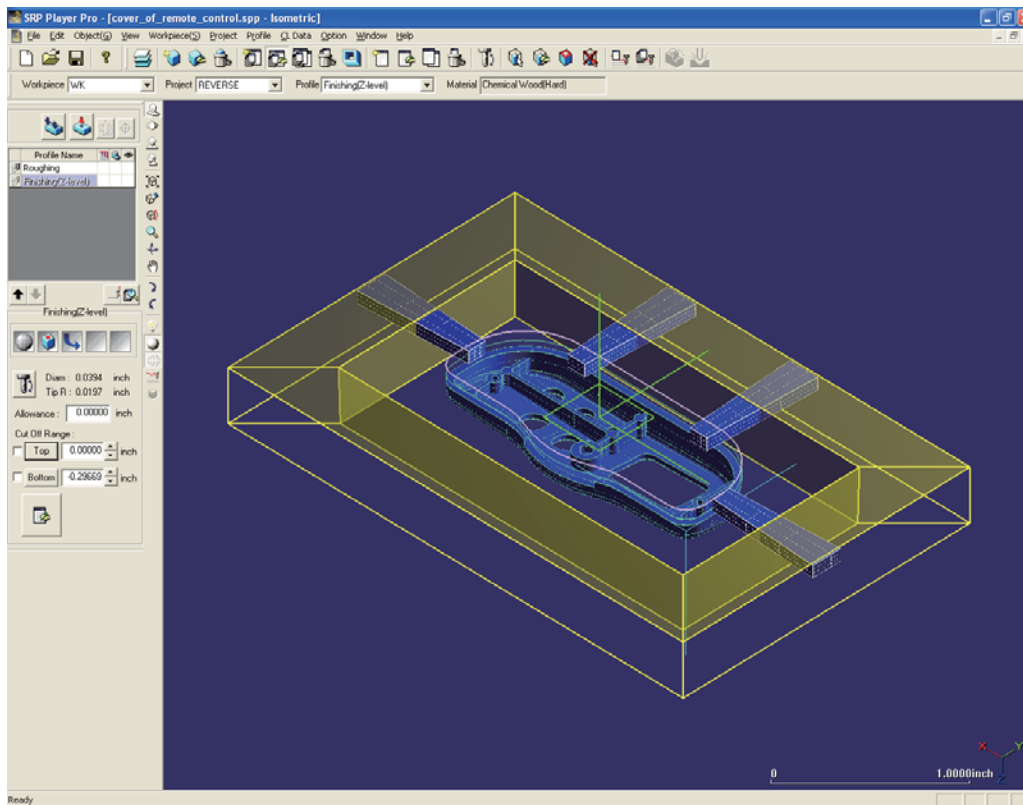 SRP Player Pro - [cover_of_remote_control.spp - Isometric]
File Edit Object(G) View Workpiece(S) Project Profile CL Data Option Window Help
Workpiece WK Project REVERSE Profile Finishing(Z-level) Material Chemical Wood(Hard)
Profile Name
Roughing
Finishing(Z-level)
Finishing(Z-level)
Diam : 0.0394 inch
Tip R : 0.0197 inch
Allowance : 0.00000 inch
Cut Off Range :
Top 0.00000 inch
Bottom -0.29669 inch
X Y
Z
0 1.0000inch
Ready